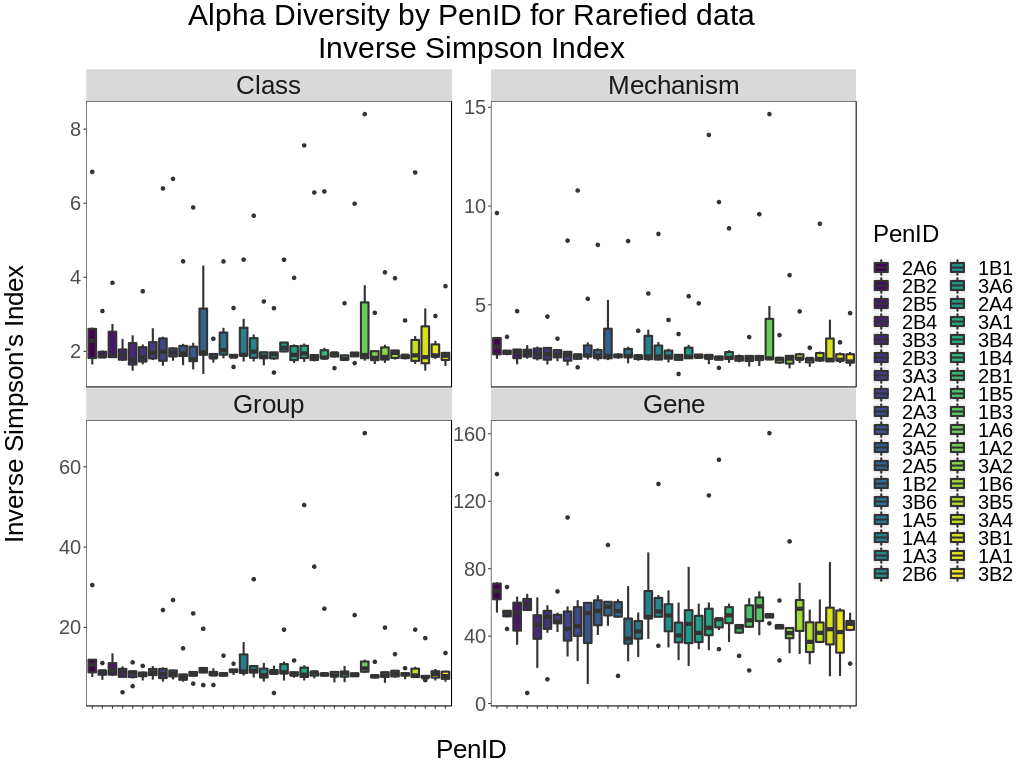 Alpha Diversity by PenID for Rarefied data
Inverse Simpson Index
Class
Mechanism
8
6
4
2
15
10
5
Group
Gene
60
40
20
160
120
80
40
0
Inverse Simpson's Index
PenID
PenID
2A6
2B2
2B5
2B4
3B3
2B3
3A3
2A1
2A3
2A2
3A5
2A5
1B2
3B6
1A5
1A4
1A3
2B6
1B1
3A6
2A4
3A1
3B4
1B4
2B1
1B5
1B3
1A6
1A2
3A2
1B6
3B5
3A4
3B1
1A1
3B2